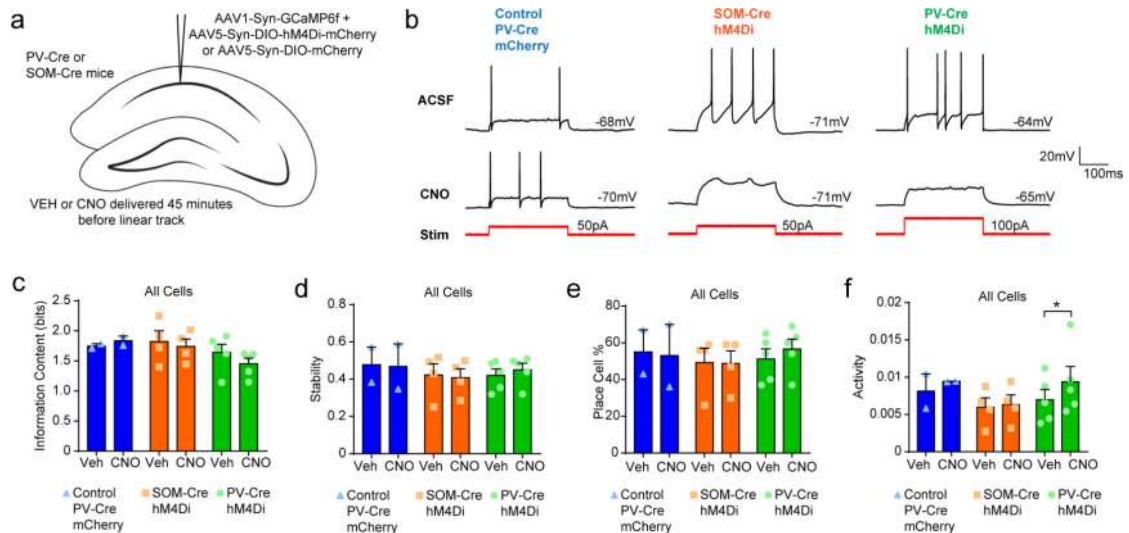 a
AAV1-Syn-GCaMP6f +
AAV5-Syn-DIO-hM4Di-mCherry
or AAV5-Syn-DIO-mCherry
PV-Cre or
SOM-Cre mice
VEH or CNO delivered 45 minutes
before linear track
b
Control
PV-Cre
mCherry
SOM-Cre
hM4Di
PV-Cre
hM4Di
ACSF
-68mV
-71mV
-64mV
20mV
100ms
CNO
-70mV
-71mV
-65mV
Stim
50pA
50pA
100pA
c
All Cells
Information Content (bits)
2.5
2.0
1.5
1.0
0.5
0
Veh CNO Veh CNO Veh CNO
Control
PV-Cre
mCherry
SOM-Cre
hM4Di
PV-Cre
hM4Di
d
All Cells
Stability
0.8
0.6
0.4
0.2
0
Veh CNO Veh CNO Veh CNO
Control
PV-Cre
mCherry
SOM-Cre
hM4Di
PV-Cre
hM4Di
e
All Cells
Place Cell %
80
60
40
20
0
Veh CNO Veh CNO Veh CNO
Control
PV-Cre
mCherry
SOM-Cre
hM4Di
PV-Cre
hM4Di
f
All Cells
Activity
0.02
0.015
0.01
0.005
0
*
Veh CNO Veh CNO Veh CNO
Control
PV-Cre
mCherry
SOM-Cre
hM4Di
PV-Cre
hM4Di